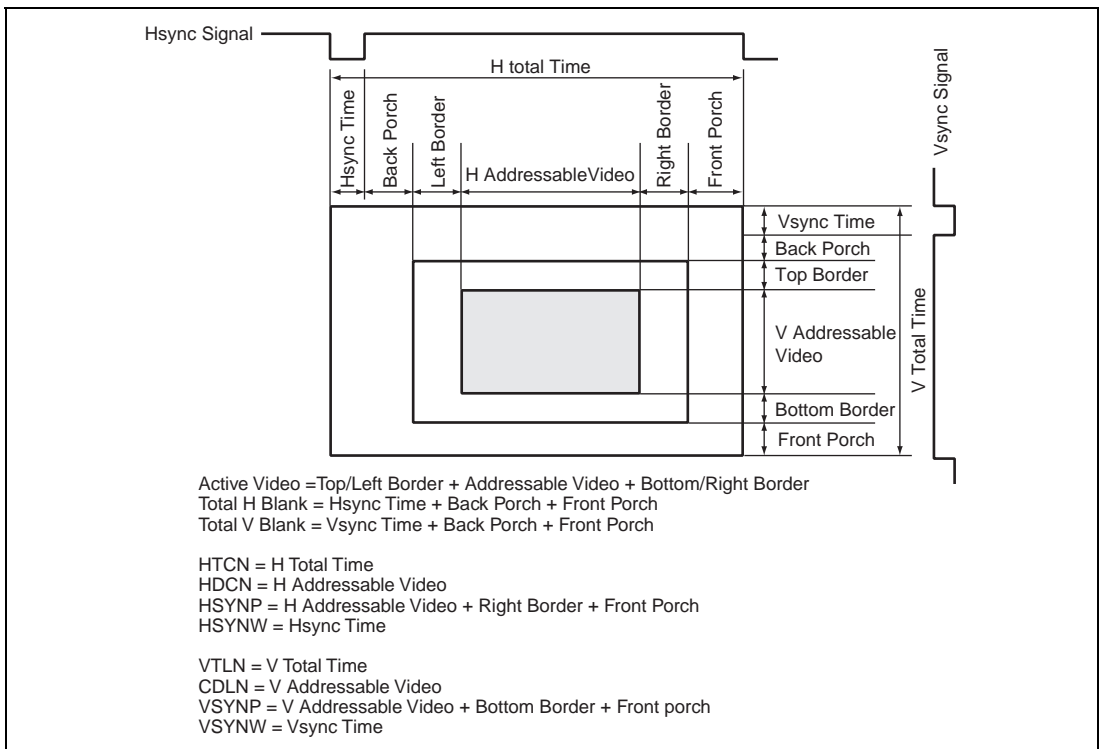 Hsync Signal
H total Time
Vsync Signal
Hsync Time
Back Porch
Left Border
H AddressableVideo
Right Border
Front Porch
Vsync Time
Back Porch
Top Border
V Addressable
Video
V Total Time
Bottom Border
Front Porch
Active Video =Top/Left Border + Addressable Video + Bottom/Right Border
Total H Blank = Hsync Time + Back Porch + Front Porch
Total V Blank = Vsync Time + Back Porch + Front Porch
HTCN = H Total Time
HDCN = H Addressable Video
HSYNP = H Addressable Video + Right Border + Front Porch
HSYNW = Hsync Time
VTLN = V Total Time
CDLN = V Addressable Video
VSYNP = V Addressable Video + Bottom Border + Front porch
VSYNW = Vsync Time